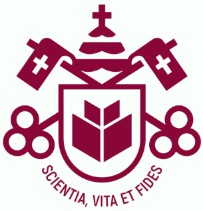 SCIENTIA, VITA ET FIDES